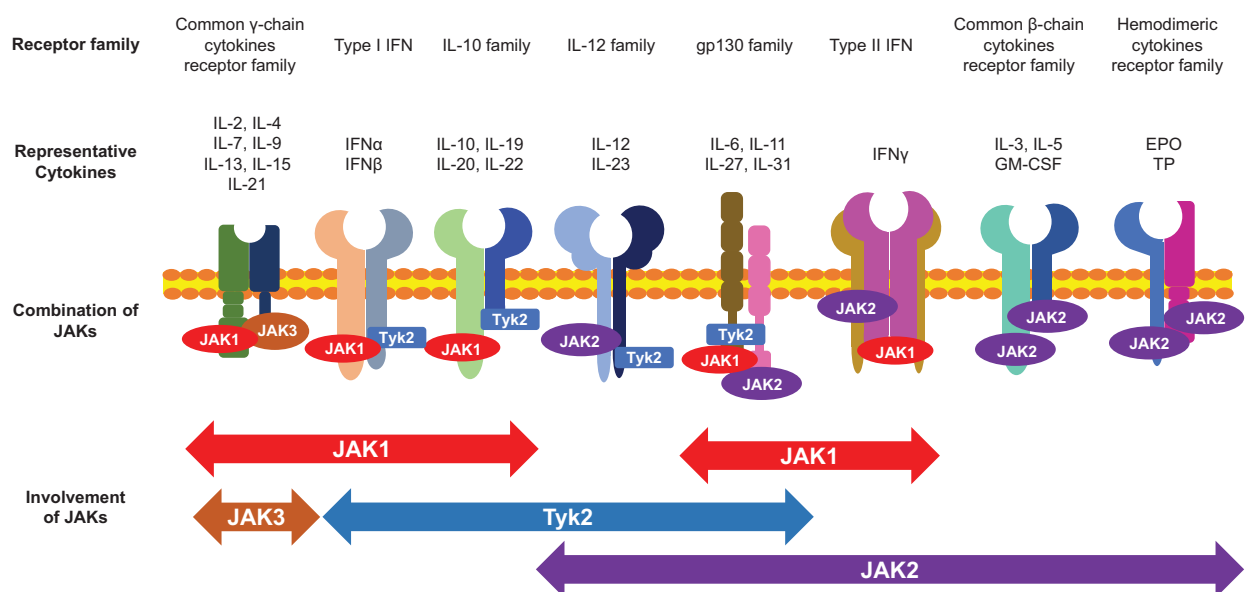 Receptor family
Common γ-chain
cytokines
receptor family
Type I IFN
IL-10 family
IL-12 family
gp130 family
Type II IFN
Common β-chain
cytokines
receptor family
Hemodimeric
cytokines
receptor family
Representative
Cytokines
IL-2, IL-4
IL-7, IL-9
IL-13, IL-15
IL-21
IFNα
IFNβ
IL-10, IL-19
IL-20, IL-22
IL-12
IL-23
IL-6, IL-11
IL-27, IL-31
IFNγ
IL-3, IL-5
GM-CSF
EPO
TP
Combination of
JAKs
JAK1
JAK3
JAK1
Tyk2
JAK1
Tyk2
JAK2
Tyk2
Tyk2
JAK1
JAK2
JAK2
JAK1
JAK2
JAK2
JAK2
JAK2
Involvement
of JAKs
JAK1
JAK1
JAK3
Tyk2
JAK2